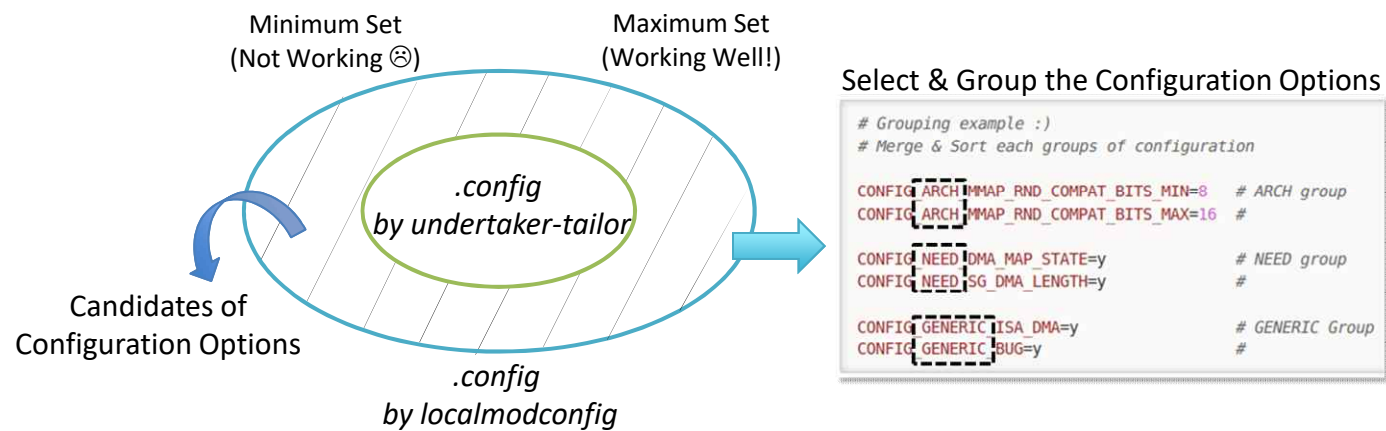 Minimum Set
(Not Working ☹)
Maximum Set
(Working Well!)
.config
by undertaker-tailor
Candidates of
Configuration Options
.config
by localmodconfig
Select & Group the Configuration Options
# Grouping example :)
# Merge & Sort each groups of configuration
CONFIG_ARCH_MMAP_RND_COMPAT_BITS_MIN=8 # ARCH group
CONFIG_ARCH_MMAP_RND_COMPAT_BITS_MAX=16 #
CONFIG_NEED_DMA_MAP_STATE=y # NEED group
CONFIG_NEED_SG_DMA_LENGTH=y #
CONFIG_GENERIC_ISA_DMA=y # GENERIC Group
CONFIG_GENERIC_BUG=y #